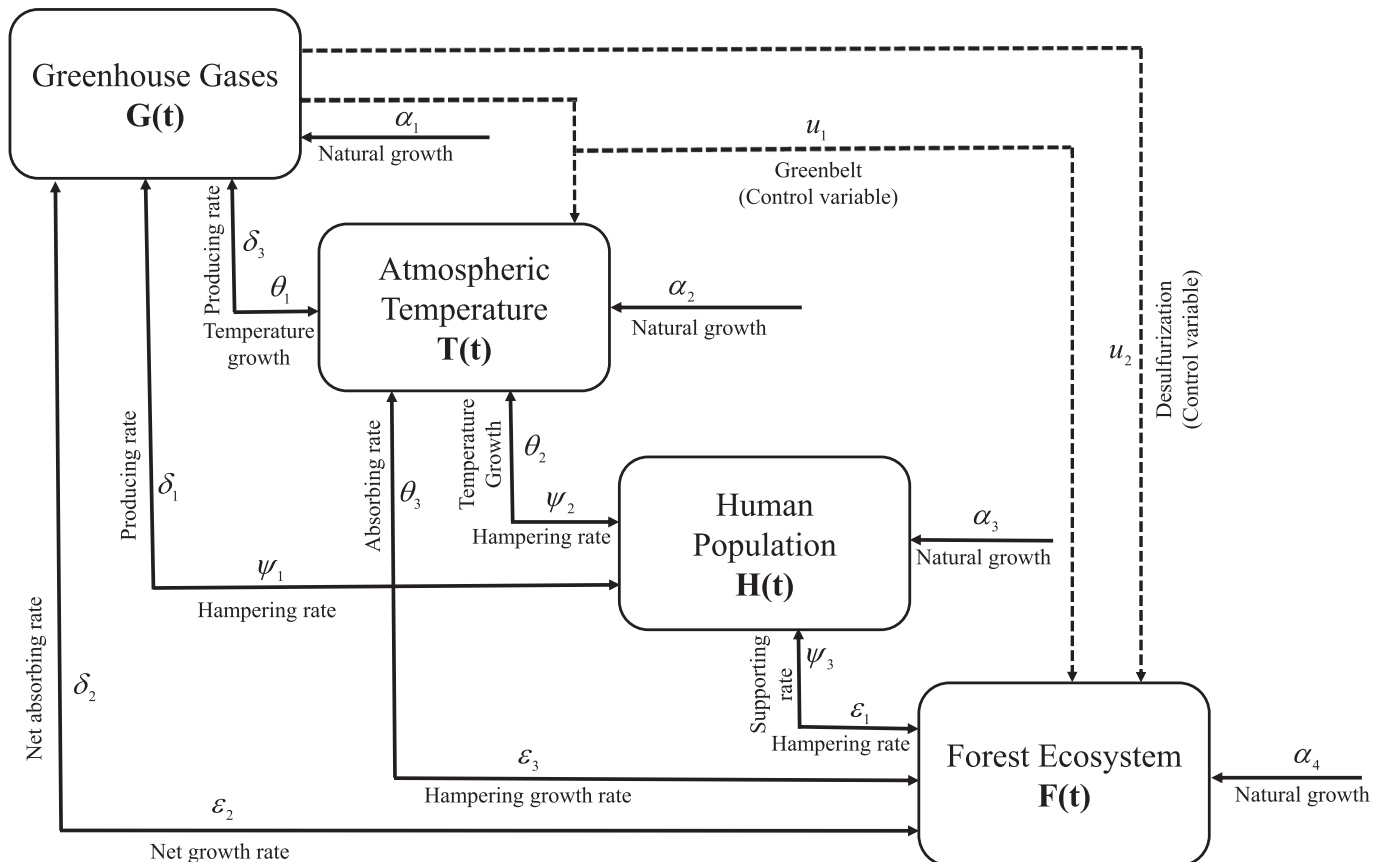 Greenhouse Gases
G(t)
α₁
Natural growth
u₁
Greenbelt
(Control variable)
Producing rate
δ₃
θ₁
Temperature
growth
Atmospheric
Temperature
T(t)
α₂
Natural growth
u₂
Desulfurization
(Control variable)
Producing rate
δ₁
Absorbing rate
θ₃
Temperature
Growth
θ₂
ψ₂
Hampering rate
Human
Population
H(t)
α₃
Natural growth
ψ₁
Hampering rate
Net absorbing rate
δ₂
Supporting
rate
ψ₃
ε₁
Hampering rate
ε₃
Hampering growth rate
Forest Ecosystem
F(t)
α₄
Natural growth
ε₂
Net growth rate